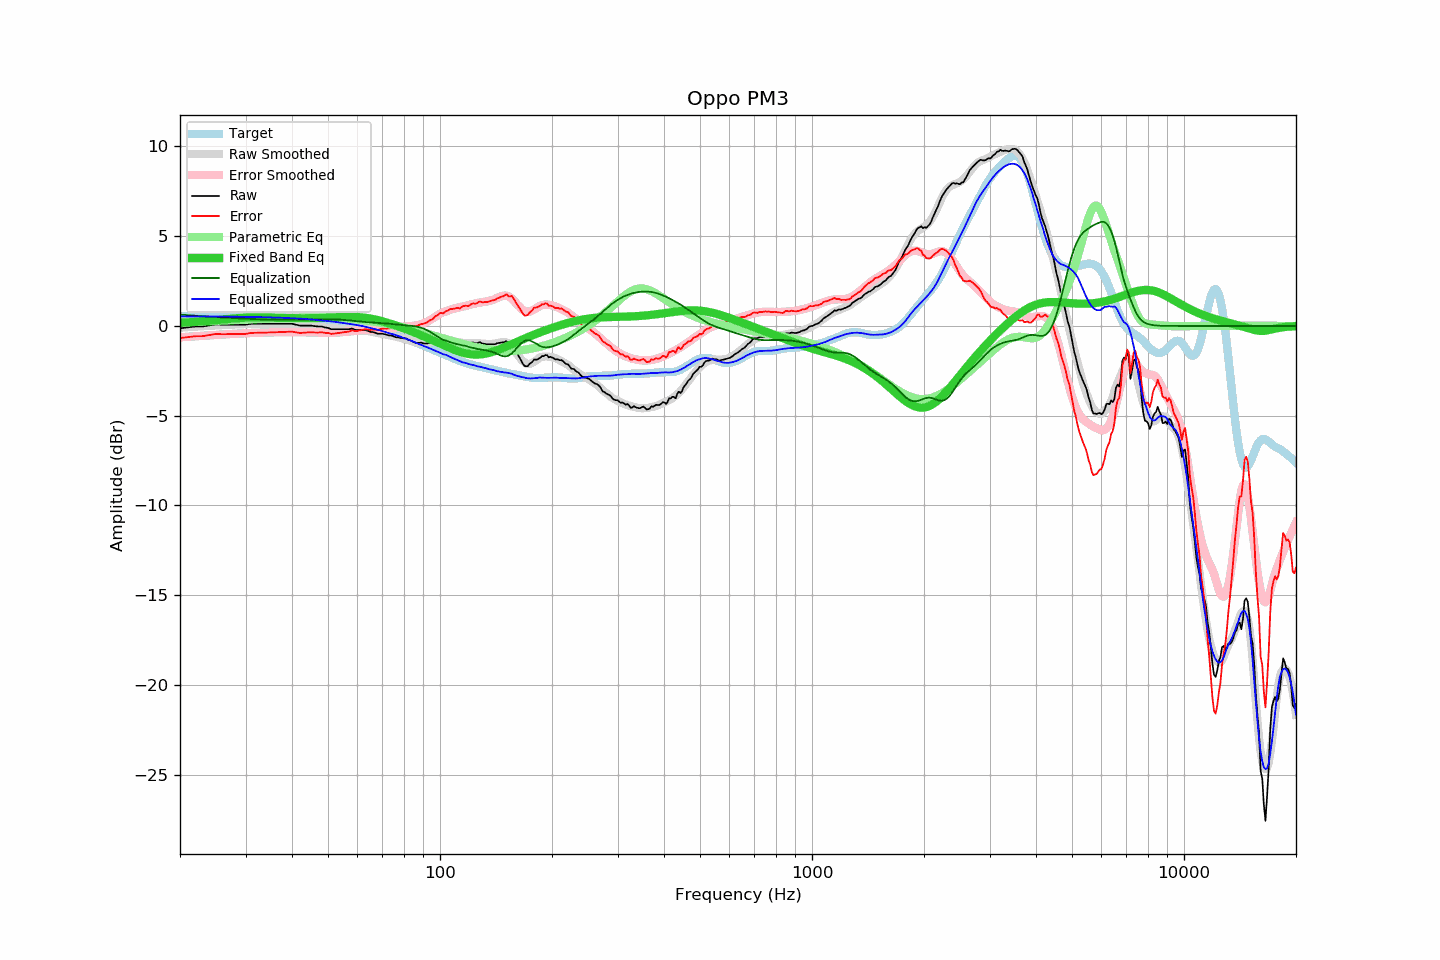 Oppo PM3
Target
Raw Smoothed
Error Smoothed
Raw
Error
Parametric Eq
Fixed Band Eq
Equalization
Equalized smoothed
10
5
0
−5
−10
−15
−20
−25
Amplitude (dBr)
100
1000
10000
Frequency (Hz)